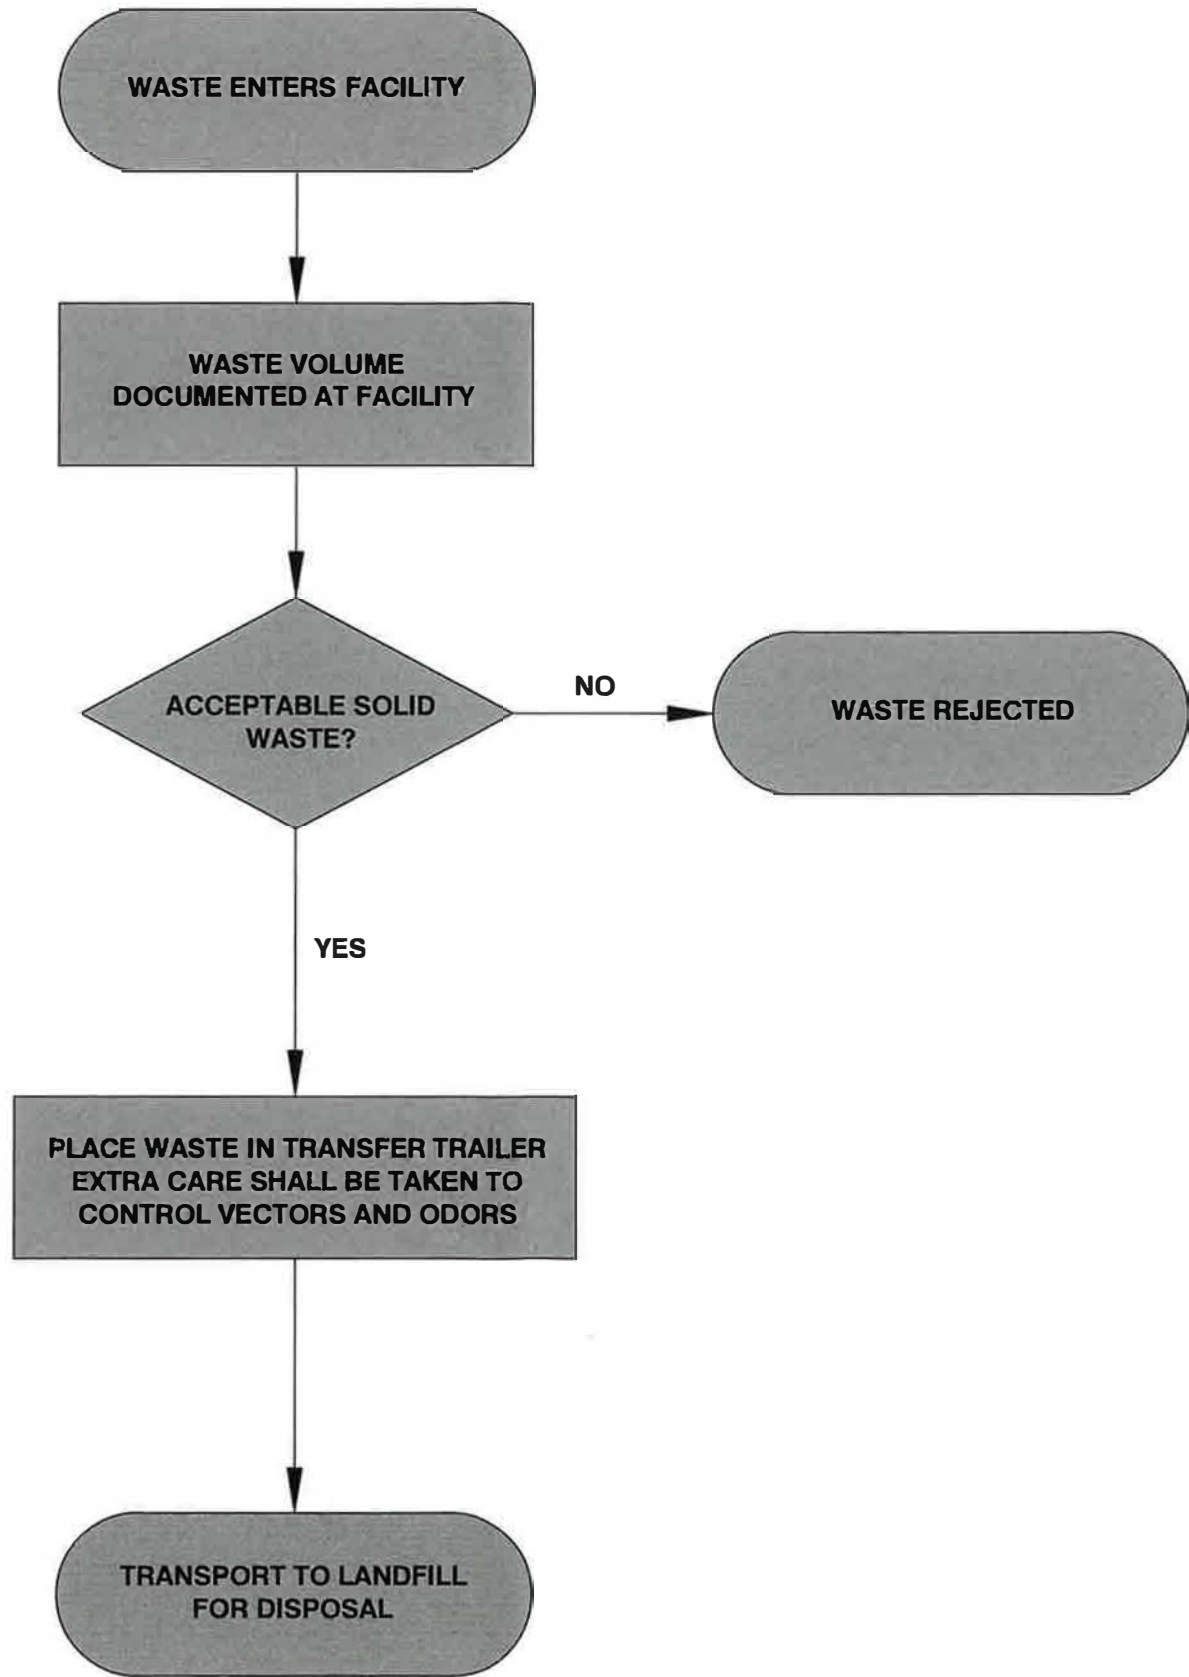 WASTE ENTERS FACILITY
WASTE VOLUME
DOCUMENTED AT FACILITY
ACCEPTABLE SOLID
WASTE?
NO
WASTE REJECTED
YES
PLACE WASTE IN TRANSFER TRAILER
EXTRA CARE SHALL BE TAKEN TO
CONTROL VECTORS AND ODORS
TRANSPORT TO LANDFILL
FOR DISPOSAL